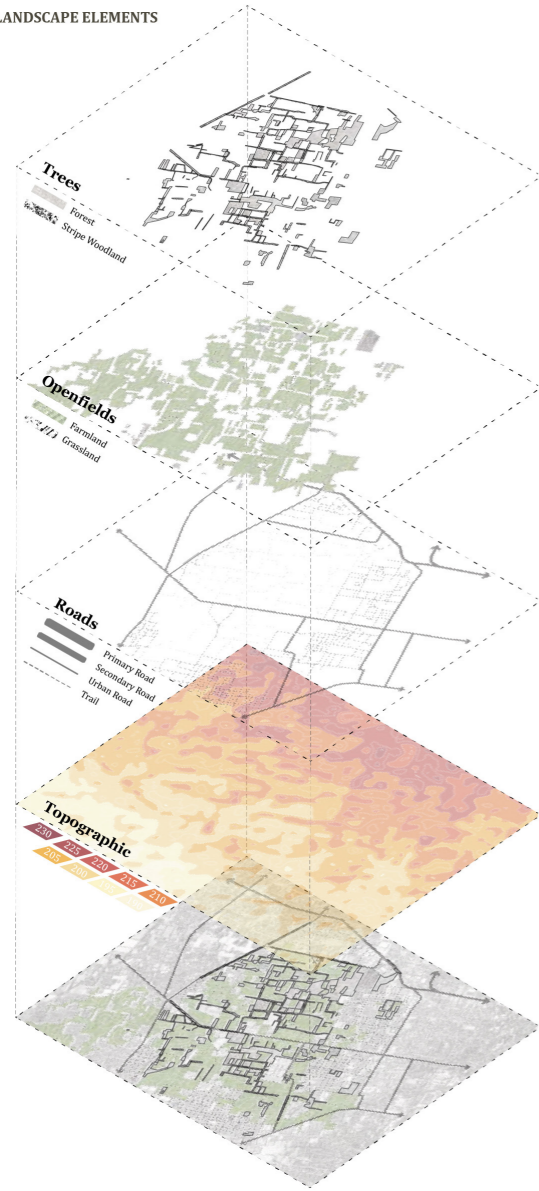 LANDSCAPE ELEMENTS
Trees
Forest
Stripe Woodland
Openfields
Farmland
Grassland
Roads
Primary Road
Secondary Road
Urban Road
Trail
Topographic
230 225 220 215 210
205 200